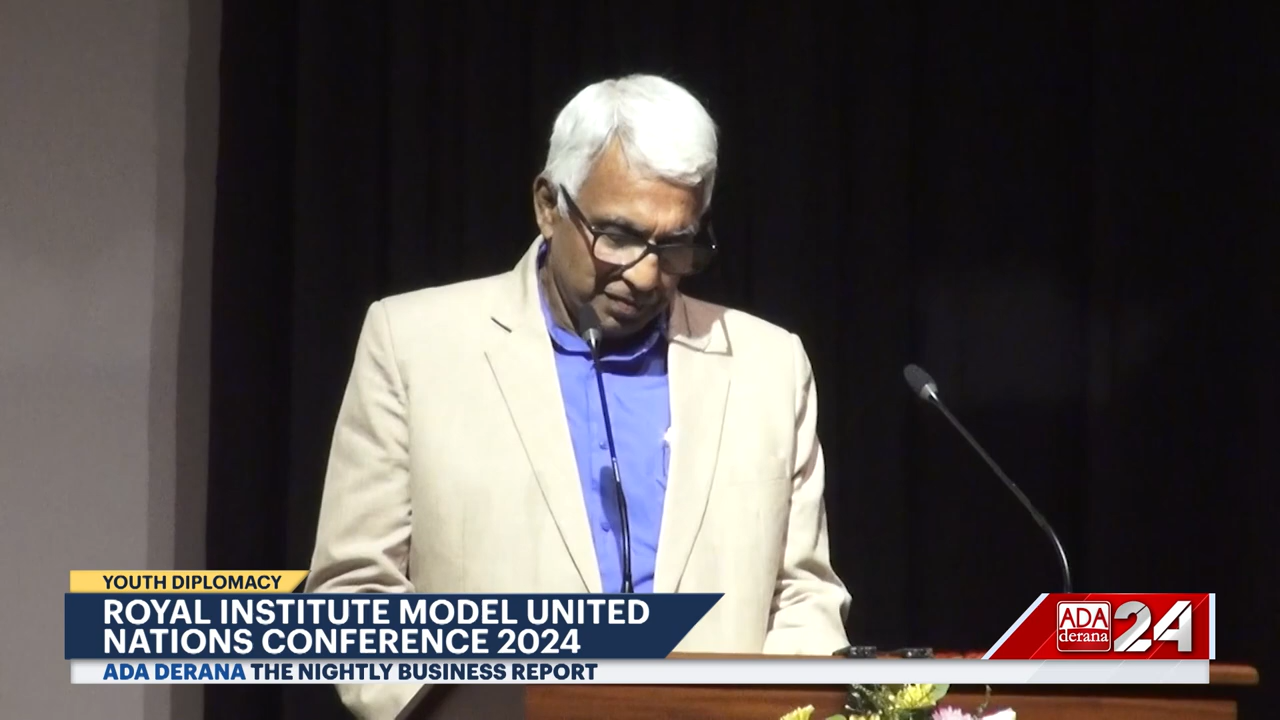 YOUTH DIPLOMACY
ROYAL INSTITUTE MODEL UNITED
NATIONS CONFERENCE 2024
ADA DERANA THE NIGHTLY BUSINESS REPORT
ADA
derana
24